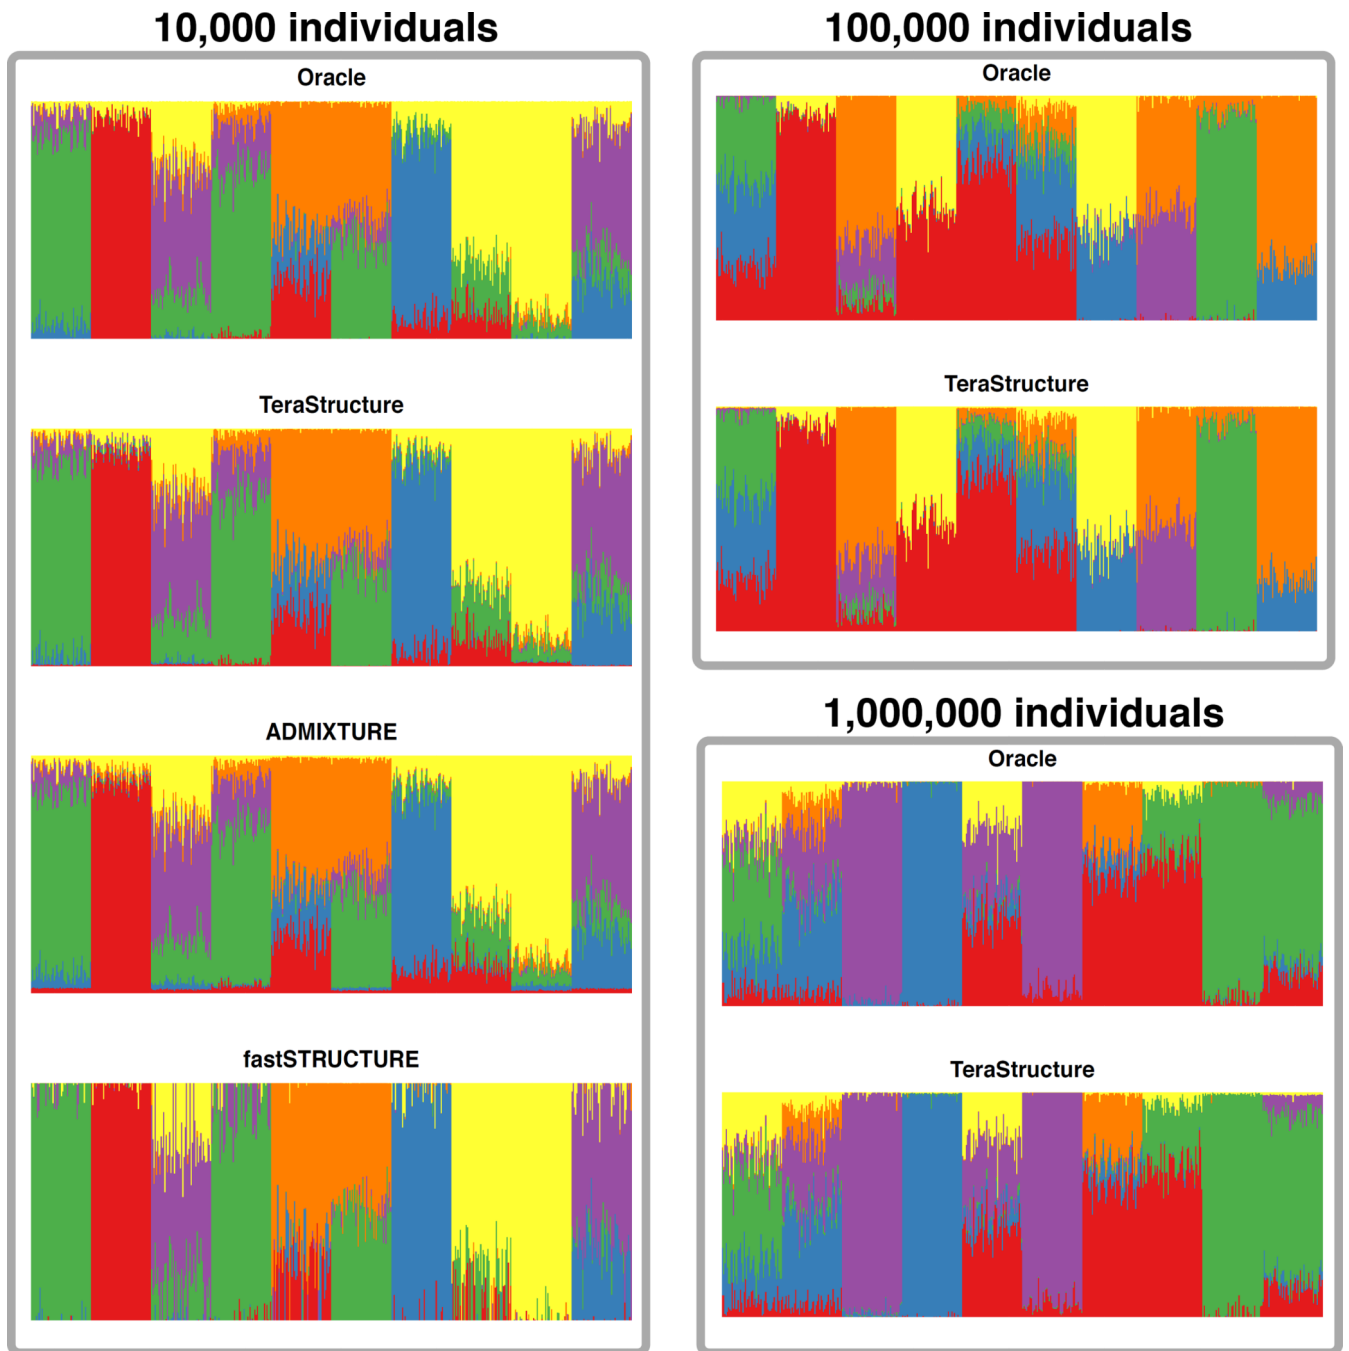 10,000 individuals
Oracle
TeraStructure
ADMIXTURE
fastSTRUCTURE
100,000 individuals
Oracle
TeraStructure
1,000,000 individuals
Oracle
TeraStructure